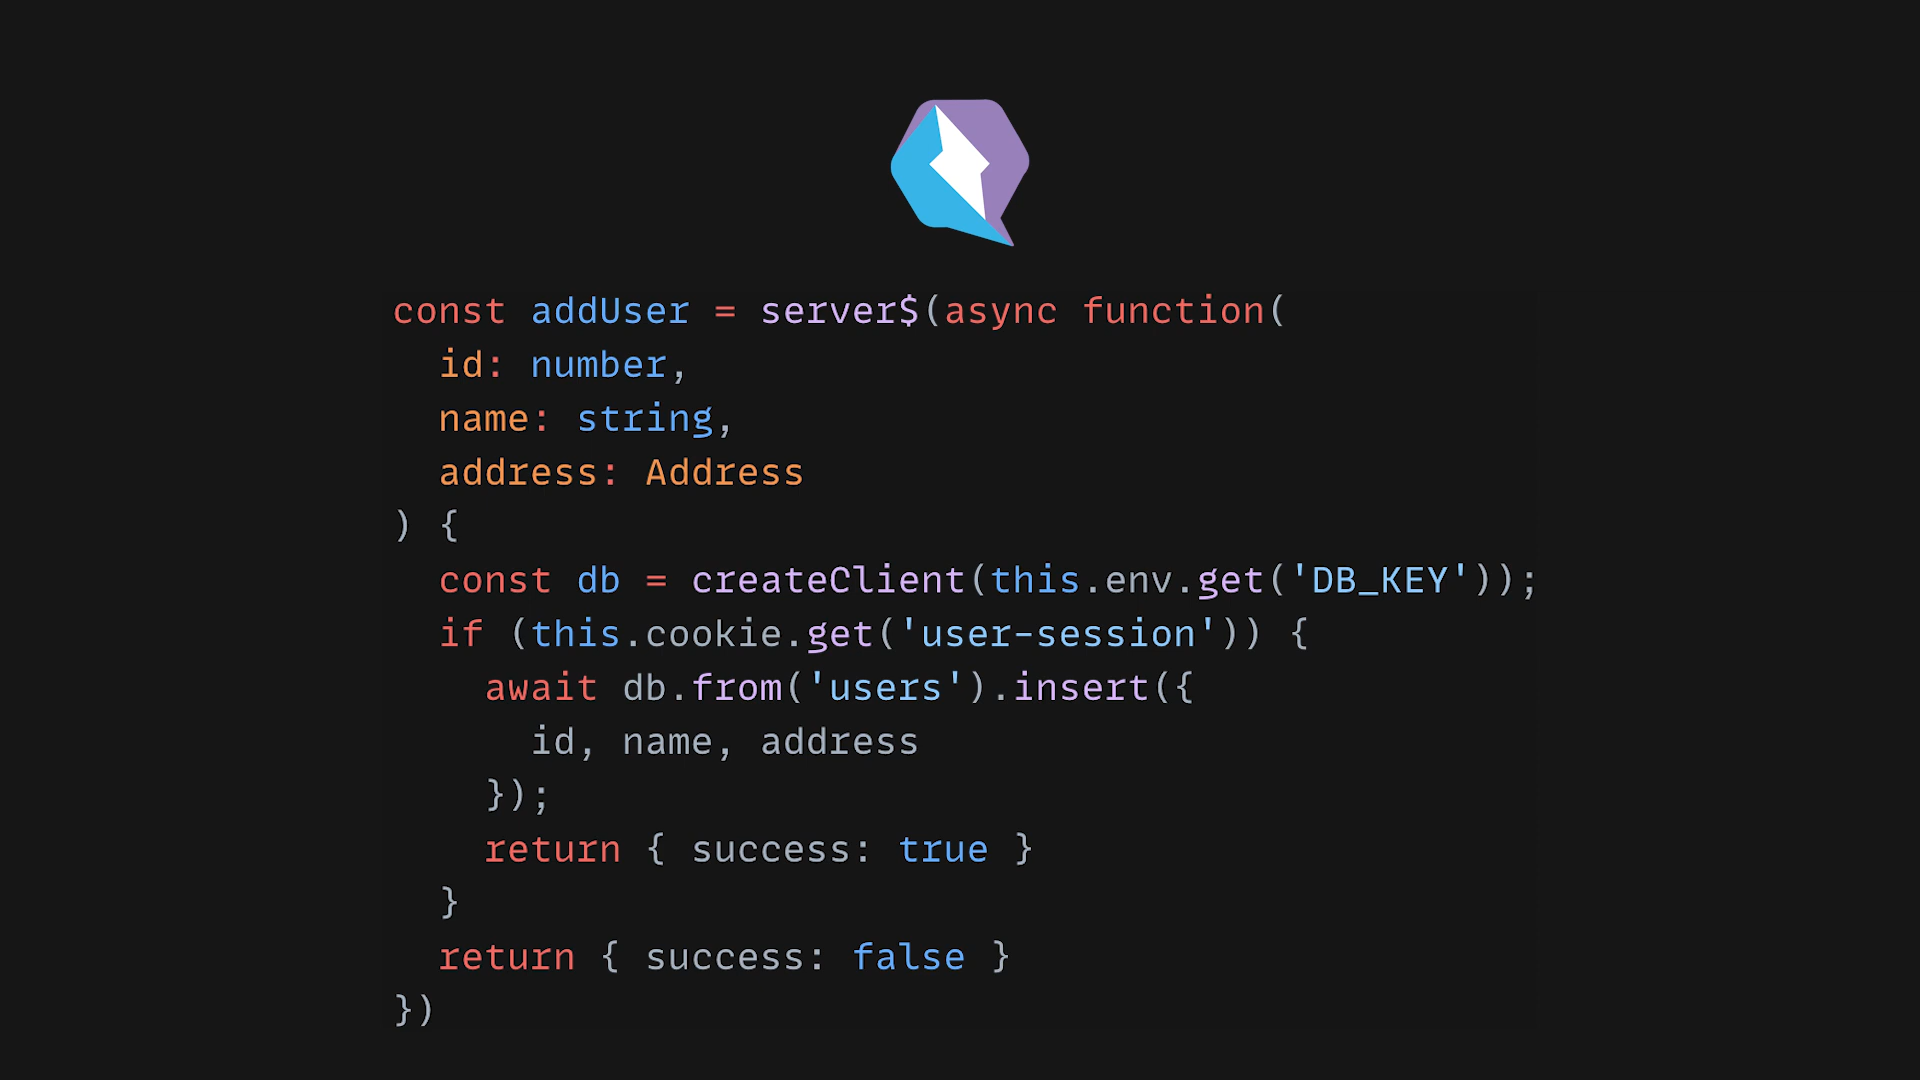 const addUser = server$(async function(
  id: number,
  name: string,
  address: Address
) {
  const db = createClient(this.env.get('DB_KEY'));
  if (this.cookie.get('user-session')) {
    await db.from('users').insert({
      id, name, address
    });
    return { success: true }
  }
  return { success: false }
})